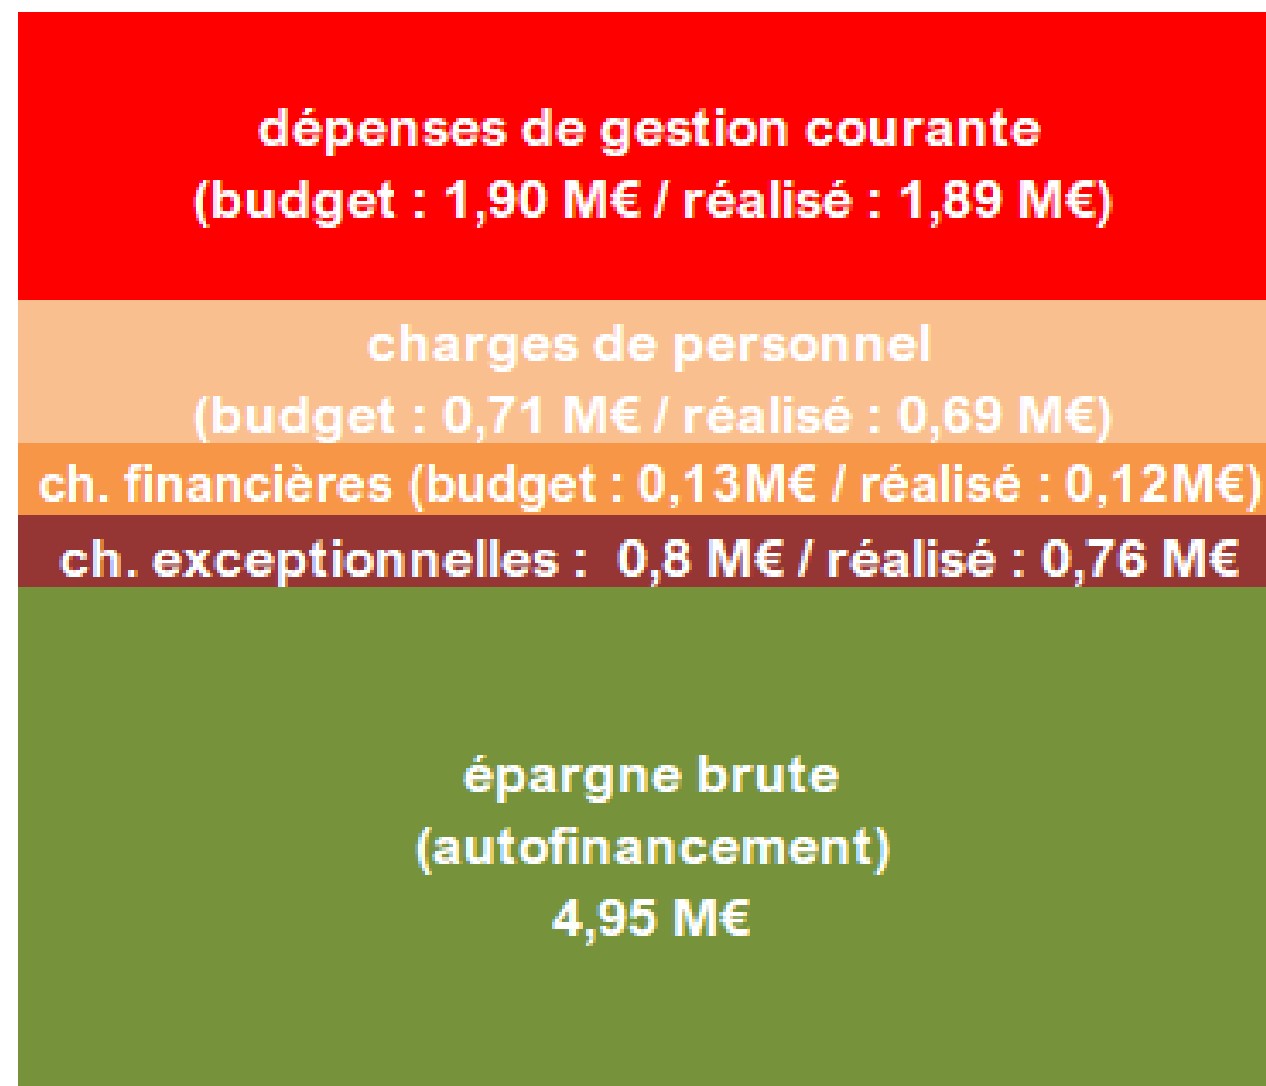 dépenses de gestion courante
(budget : 1,90 M€ / réalisé : 1,89 M€)
charges de personnel
(budget : 0,71 M€ / réalisé : 0,69 M€)
ch. financières (budget : 0,13M€ / réalisé : 0,12M€)
ch. exceptionnelles :  0,8 M€ / réalisé : 0,76 M€
épargne brute
(autofinancement)
4,95 M€